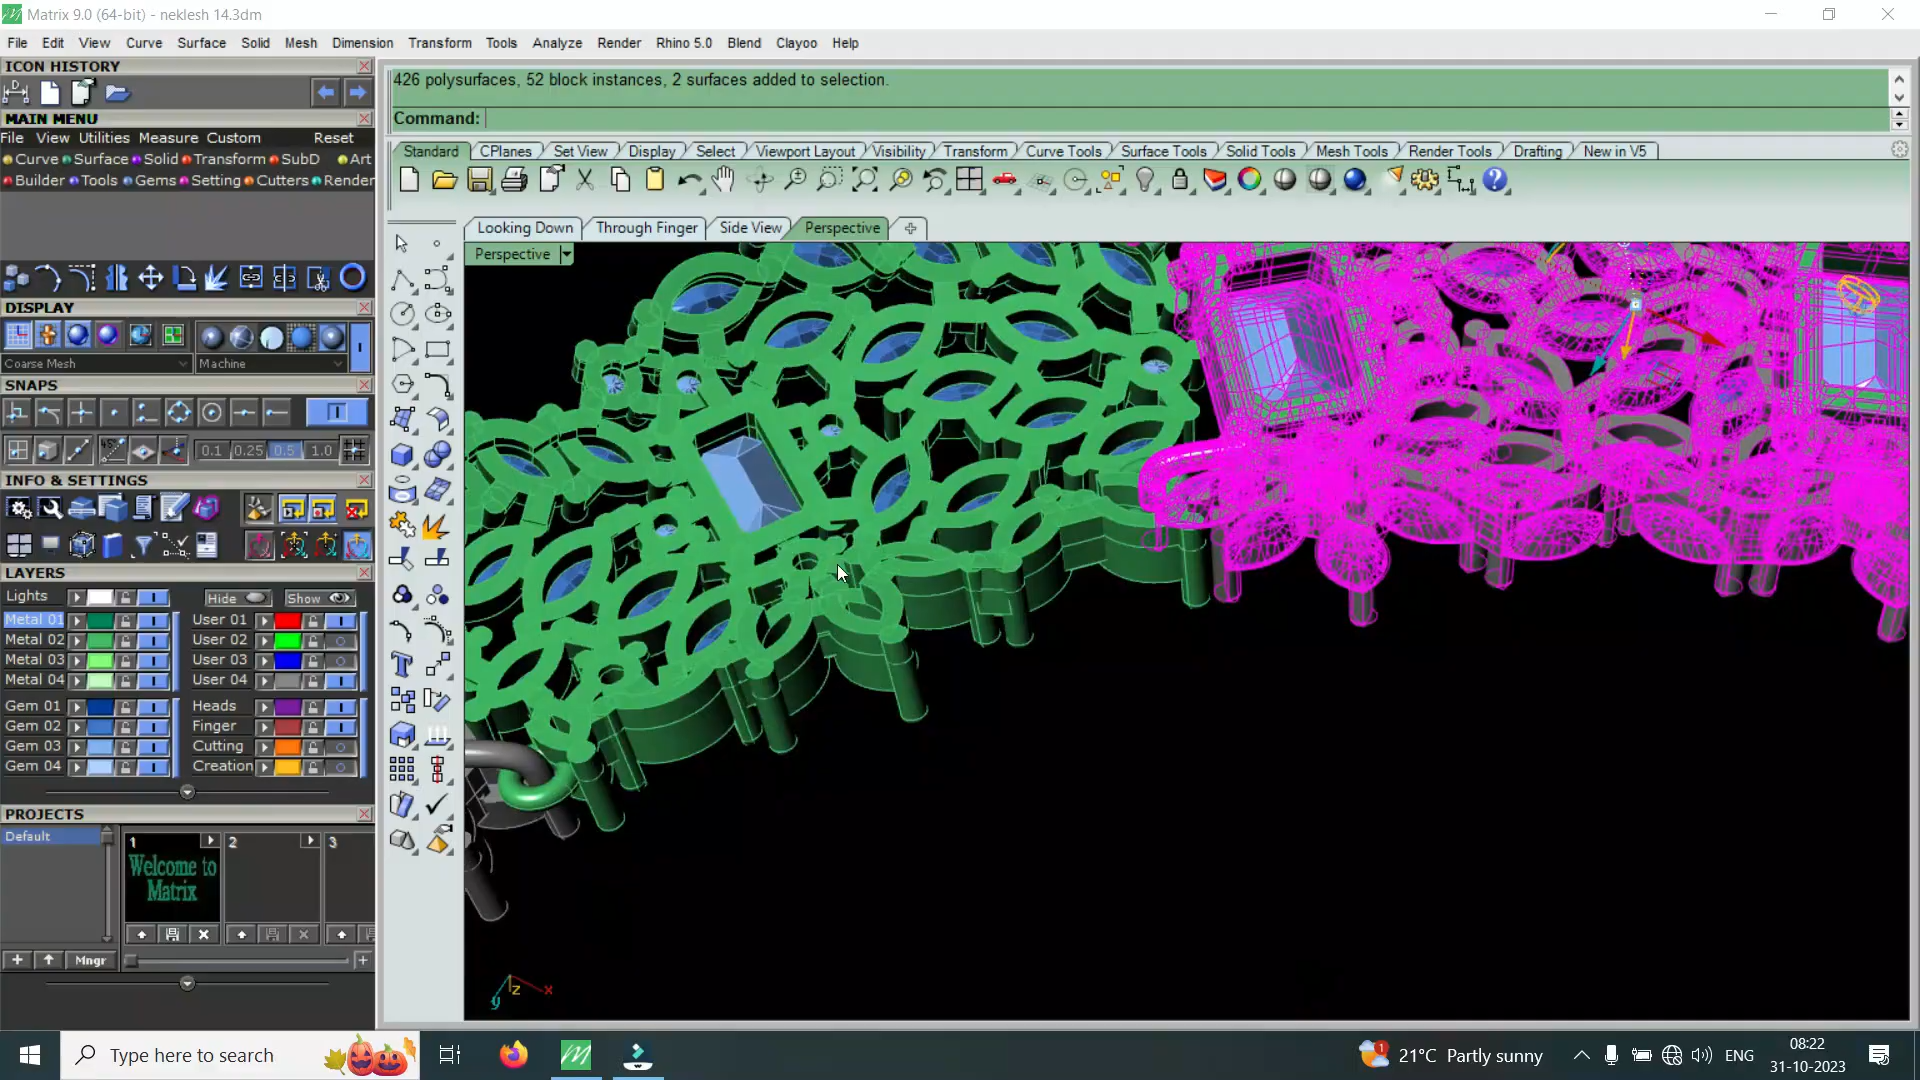 Matrix 9.0 (64-bit) - neklesh 14.3dm
File Edit View Curve Surface Solid Mesh Dimension Transform Tools Analyze Render Rhino 5.0 Blend Clayoo Help
ICON HISTORY
426 polysurfaces, 52 block instances, 2 surfaces added to selection.
Command:
MAIN MENU
File View Utilities Measure Custom Reset
Curve Surface Solid Transform SubD Art
Builder Tools Gems Setting Cutters Render
Standard CPlanes Set View Display Select Viewport Layout Visibility Transform Curve Tools Surface Tools Solid Tools Mesh Tools Render Tools Drafting New in V5
Looking Down Through Finger Side View Perspective
Perspective
DISPLAY
Coarse Mesh Machine
SNAPS
0.1 0.25 0.5 1.0
INFO & SETTINGS
LAYERS
Lights Hide Show
Metal 01 User 01
Metal 02 User 02
Metal 03 User 03
Metal 04 User 04
Gem 01 Heads
Gem 02 Finger
Gem 03 Cutting
Gem 04 Creation
PROJECTS
Default
1 2 3
Welcome to
Matrix
Mngr
z x
y
Type here to search
21°C Partly sunny
ENG
08:22
31-10-2023